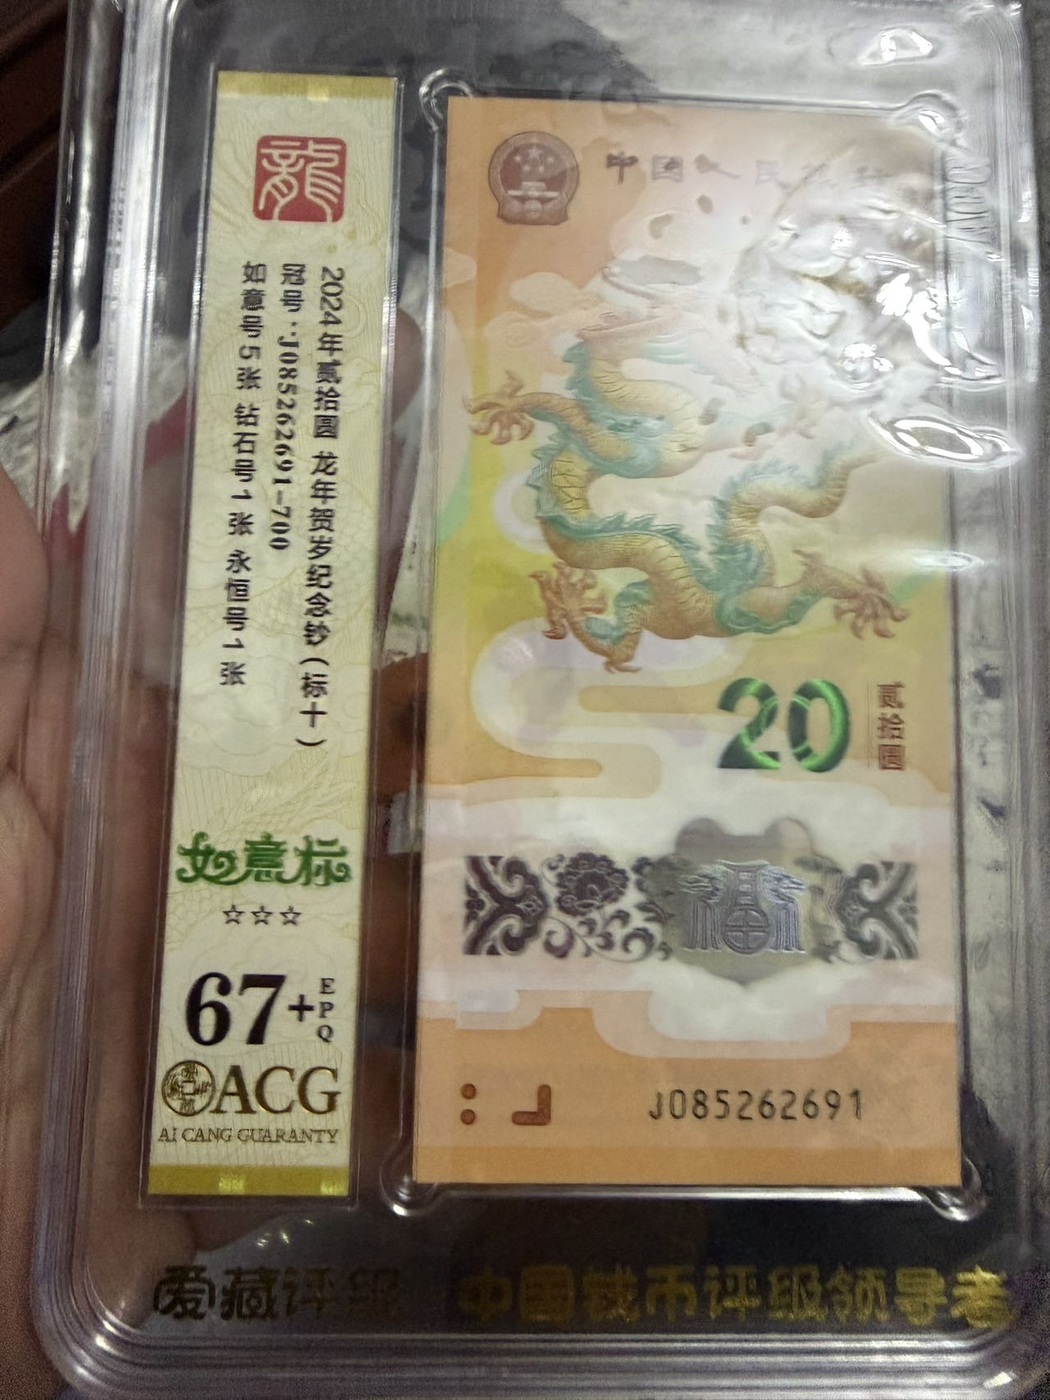 龍
2024年贰拾圆 龙年贺岁纪念钞(标十)
冠号:J085262691-700
如意号5张 钻石号1张 永恒号1张
如意标
☆☆☆
67+
EPQ
ACG
AI CANG GUARANTY
中国人民
20
贰拾圆
福
J085262691
爱藏评级
中国钱币评级领导者